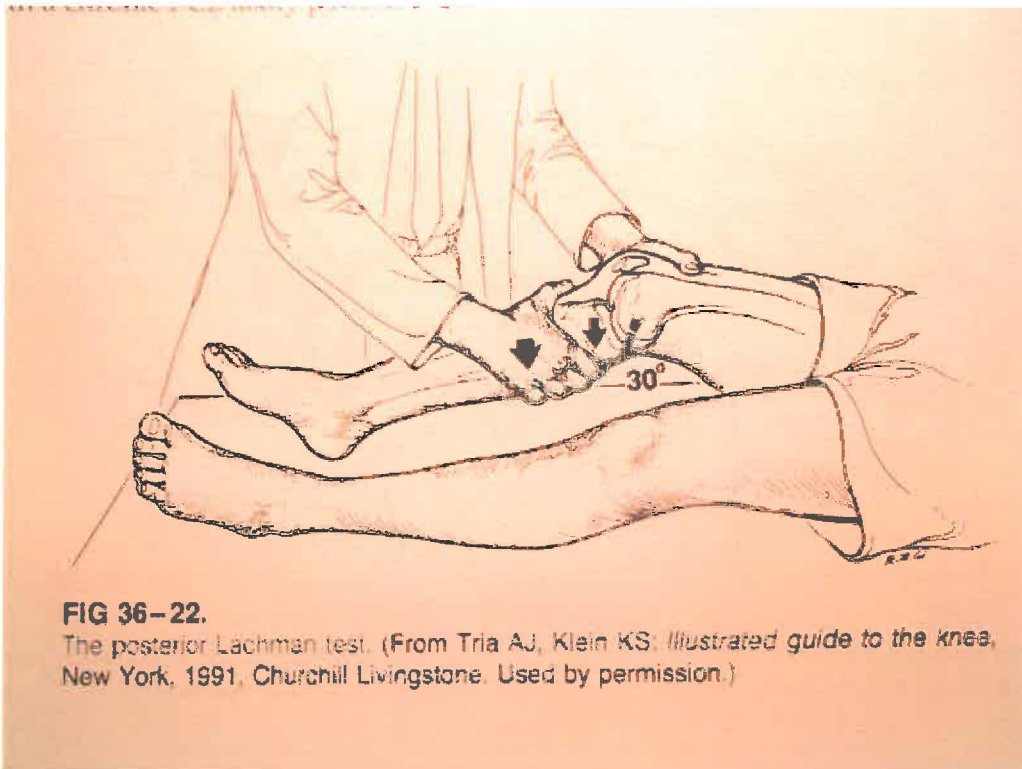 30°
FIG 36–22.
The posterior Lachman test. (From Tria AJ, Klein KS: Illustrated guide to the knee,
New York, 1991, Churchill Livingstone. Used by permission.)